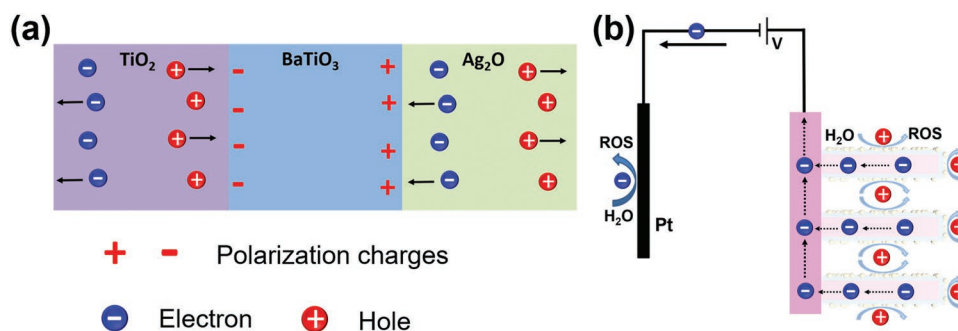 (a)
TiO₂
BaTiO₃
Ag₂O
+ - Polarization charges
Electron
Hole
(b)
V
ROS
H₂O
Pt
H₂O
ROS